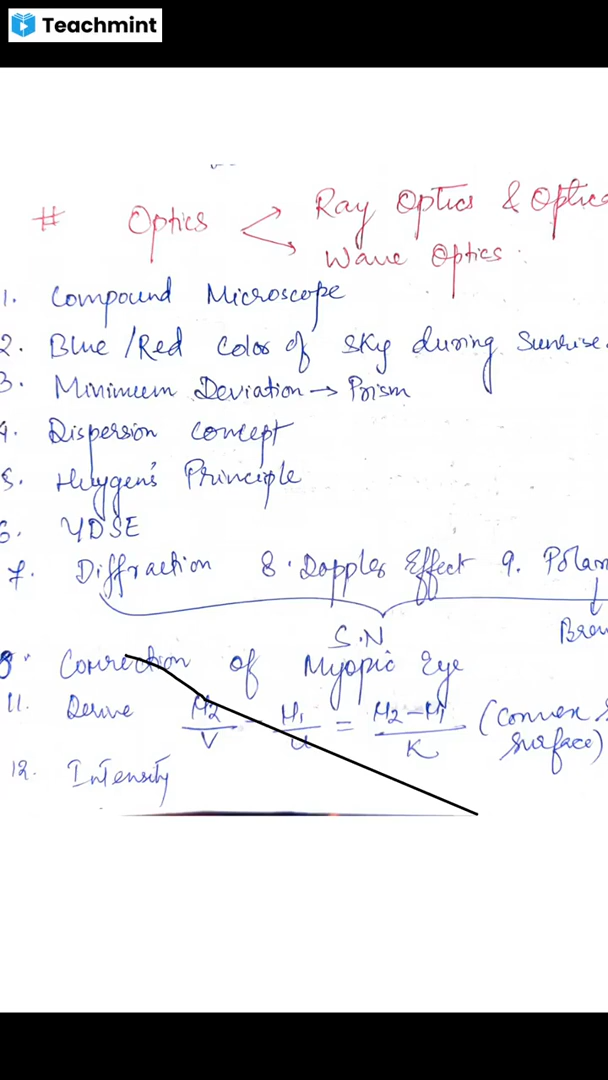 Teachmint
# Optics < Ray Optics & Optica
Wave Optics :
1. Compound Microscope
2. Blue/Red Color of sky during Sunrise.
3. Minimum Deviation → Prism
4. Dispersion concept
5. Huygen's Principle
6. YDSE
7. Diffraction 8. Dopples Effect 9. Polar
S.N
Brew
Correction of Myopic Eye
11. Derive μ2/V - μ1/u = μ2-μ1/R (Convex S
Surface)
12. Intensity